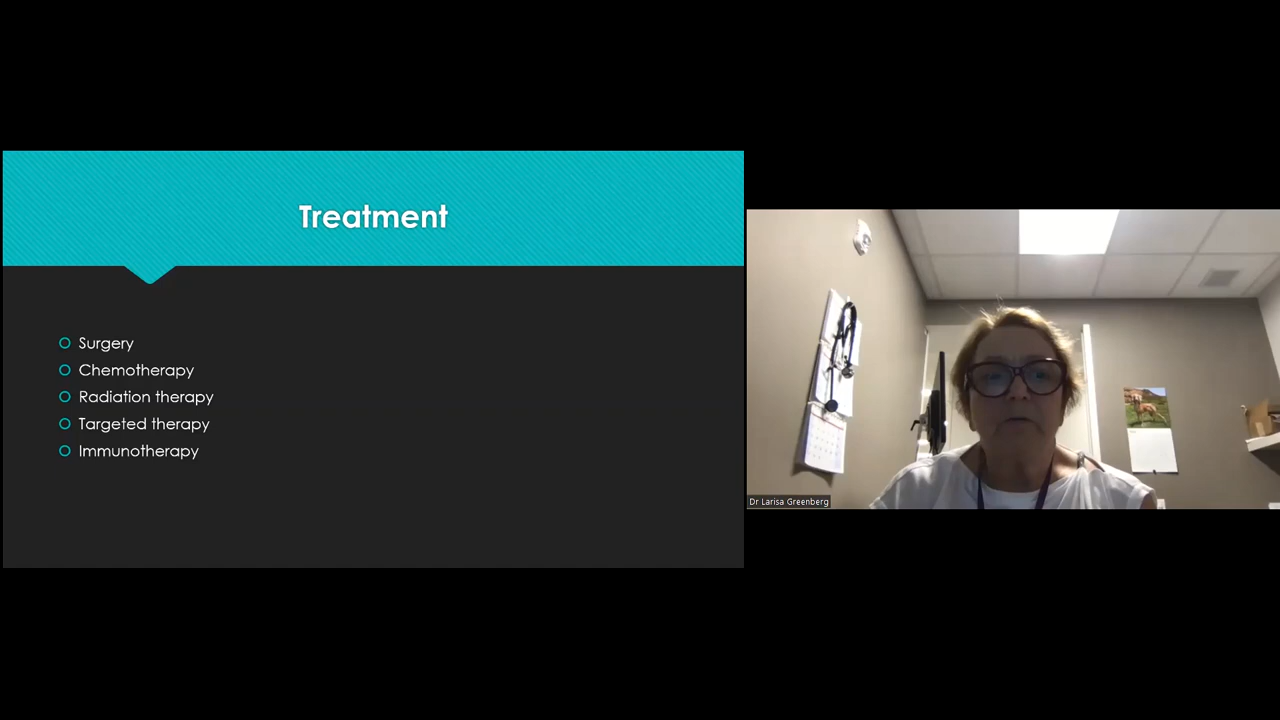 Treatment
Surgery
Chemotherapy
Radiation therapy
Targeted therapy
Immunotherapy
Dr Larisa Greenberg